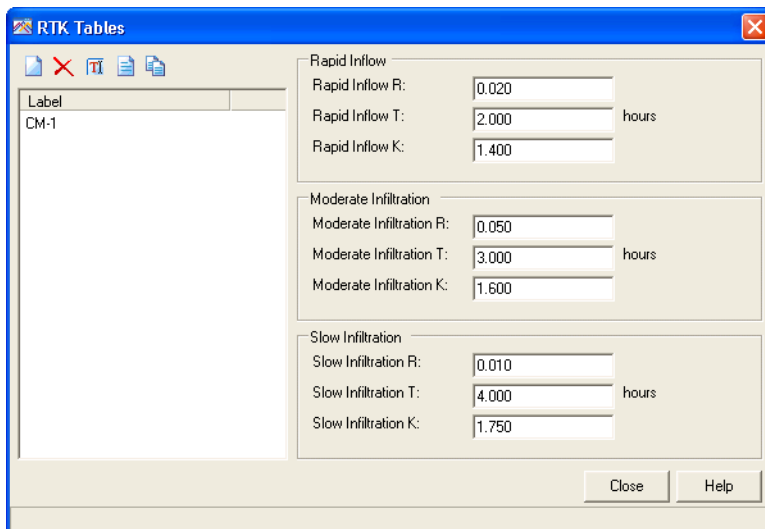 RTK Tables
Label
CM-1
Rapid Inflow
Rapid Inflow R: 0.020
Rapid Inflow T: 2.000 hours
Rapid Inflow K: 1.400
Moderate Infiltration
Moderate Infiltration R: 0.050
Moderate Infiltration T: 3.000 hours
Moderate Infiltration K: 1.600
Slow Infiltration
Slow Infiltration R: 0.010
Slow Infiltration T: 4.000 hours
Slow Infiltration K: 1.750
Close Help